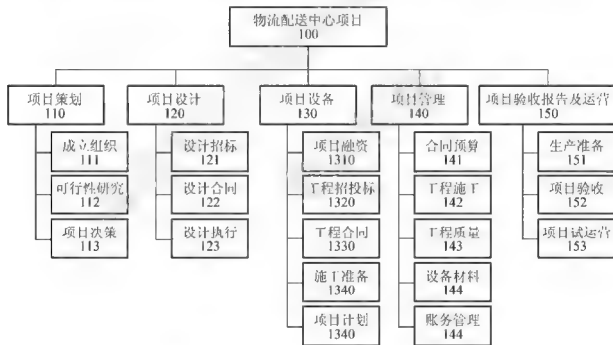 物流配送中心项目
100
项目策划
110
项目设计
120
项目设备
130
项目管理
140
项目验收报告及运营
150
成立组织
111
可行性研究
112
项目决策
113
设计招标
121
设计合同
122
设计执行
123
项目融资
1310
工程招投标
1320
工程合同
1330
施工准备
1340
项目计划
1340
合同预算
141
工程施工
142
工程质量
143
设备材料
144
账务管理
144
生产准备
151
项目验收
152
项目试运营
153